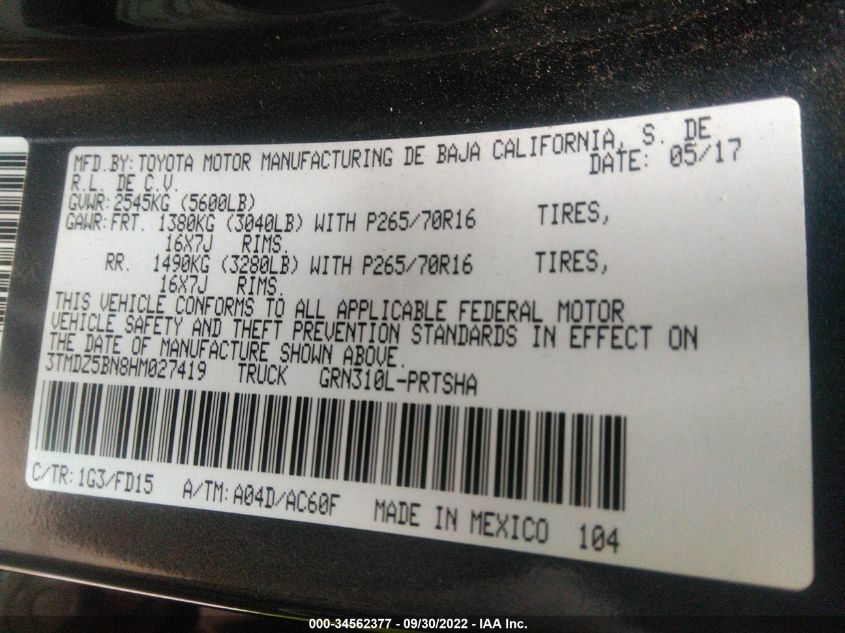 MFD. BY: TOYOTA MOTOR MANUFACTURING DE BAJA CALIFORNIA, S. DE
R.L. DE C.V. DATE: 05/17
GVWR: 2545KG (5600LB)
GAWR: FRT. 1380KG (3040LB) WITH P265/70R16 TIRES,
16X7J RIMS.
RR. 1490KG (3280LB) WITH P265/70R16 TIRES,
16X7J RIMS.
THIS VEHICLE CONFORMS TO ALL APPLICABLE FEDERAL MOTOR
VEHICLE SAFETY AND THEFT PREVENTION STANDARDS IN EFFECT ON
THE DATE OF MANUFACTURE SHOWN ABOVE.
3TMDZ5BN8HM027419 TRUCK GRN310L-PRTSHA
C/TR: 1G3/FD15 A/TM: A04D/AC60F MADE IN MEXICO 104
000-34562377 - 09/30/2022 - IAA Inc.